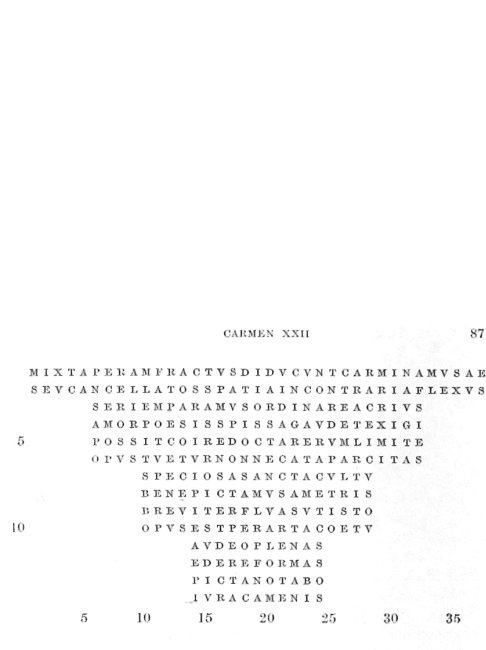 CARMEN XXII 87
MIXTAPERAMFRACTVSDIDVCVNTCARMINAMVSAE
SEVCANCELLATOSSPATIAINCONTRARIAFLEXVS
SERIEMPARAMVSORDINAREACRIVS
AMORPOESISSPISSAGAVDETEXIGI
5 POSSITCOIREDOCTARERVMLIMITE
OPVSTVETVRNONNECATAPARCITAS
SPECIOSASANCTACVLTV
BENEPICTAMVSAMETRIS
BREVITERFLVASVTISTO
10 OPVSESTPERARTACOETV
AVDEOPLENAS
EDEREFORMAS
PICTANOTABO
IVRACAMENIS
5 10 15 20 25 30 35